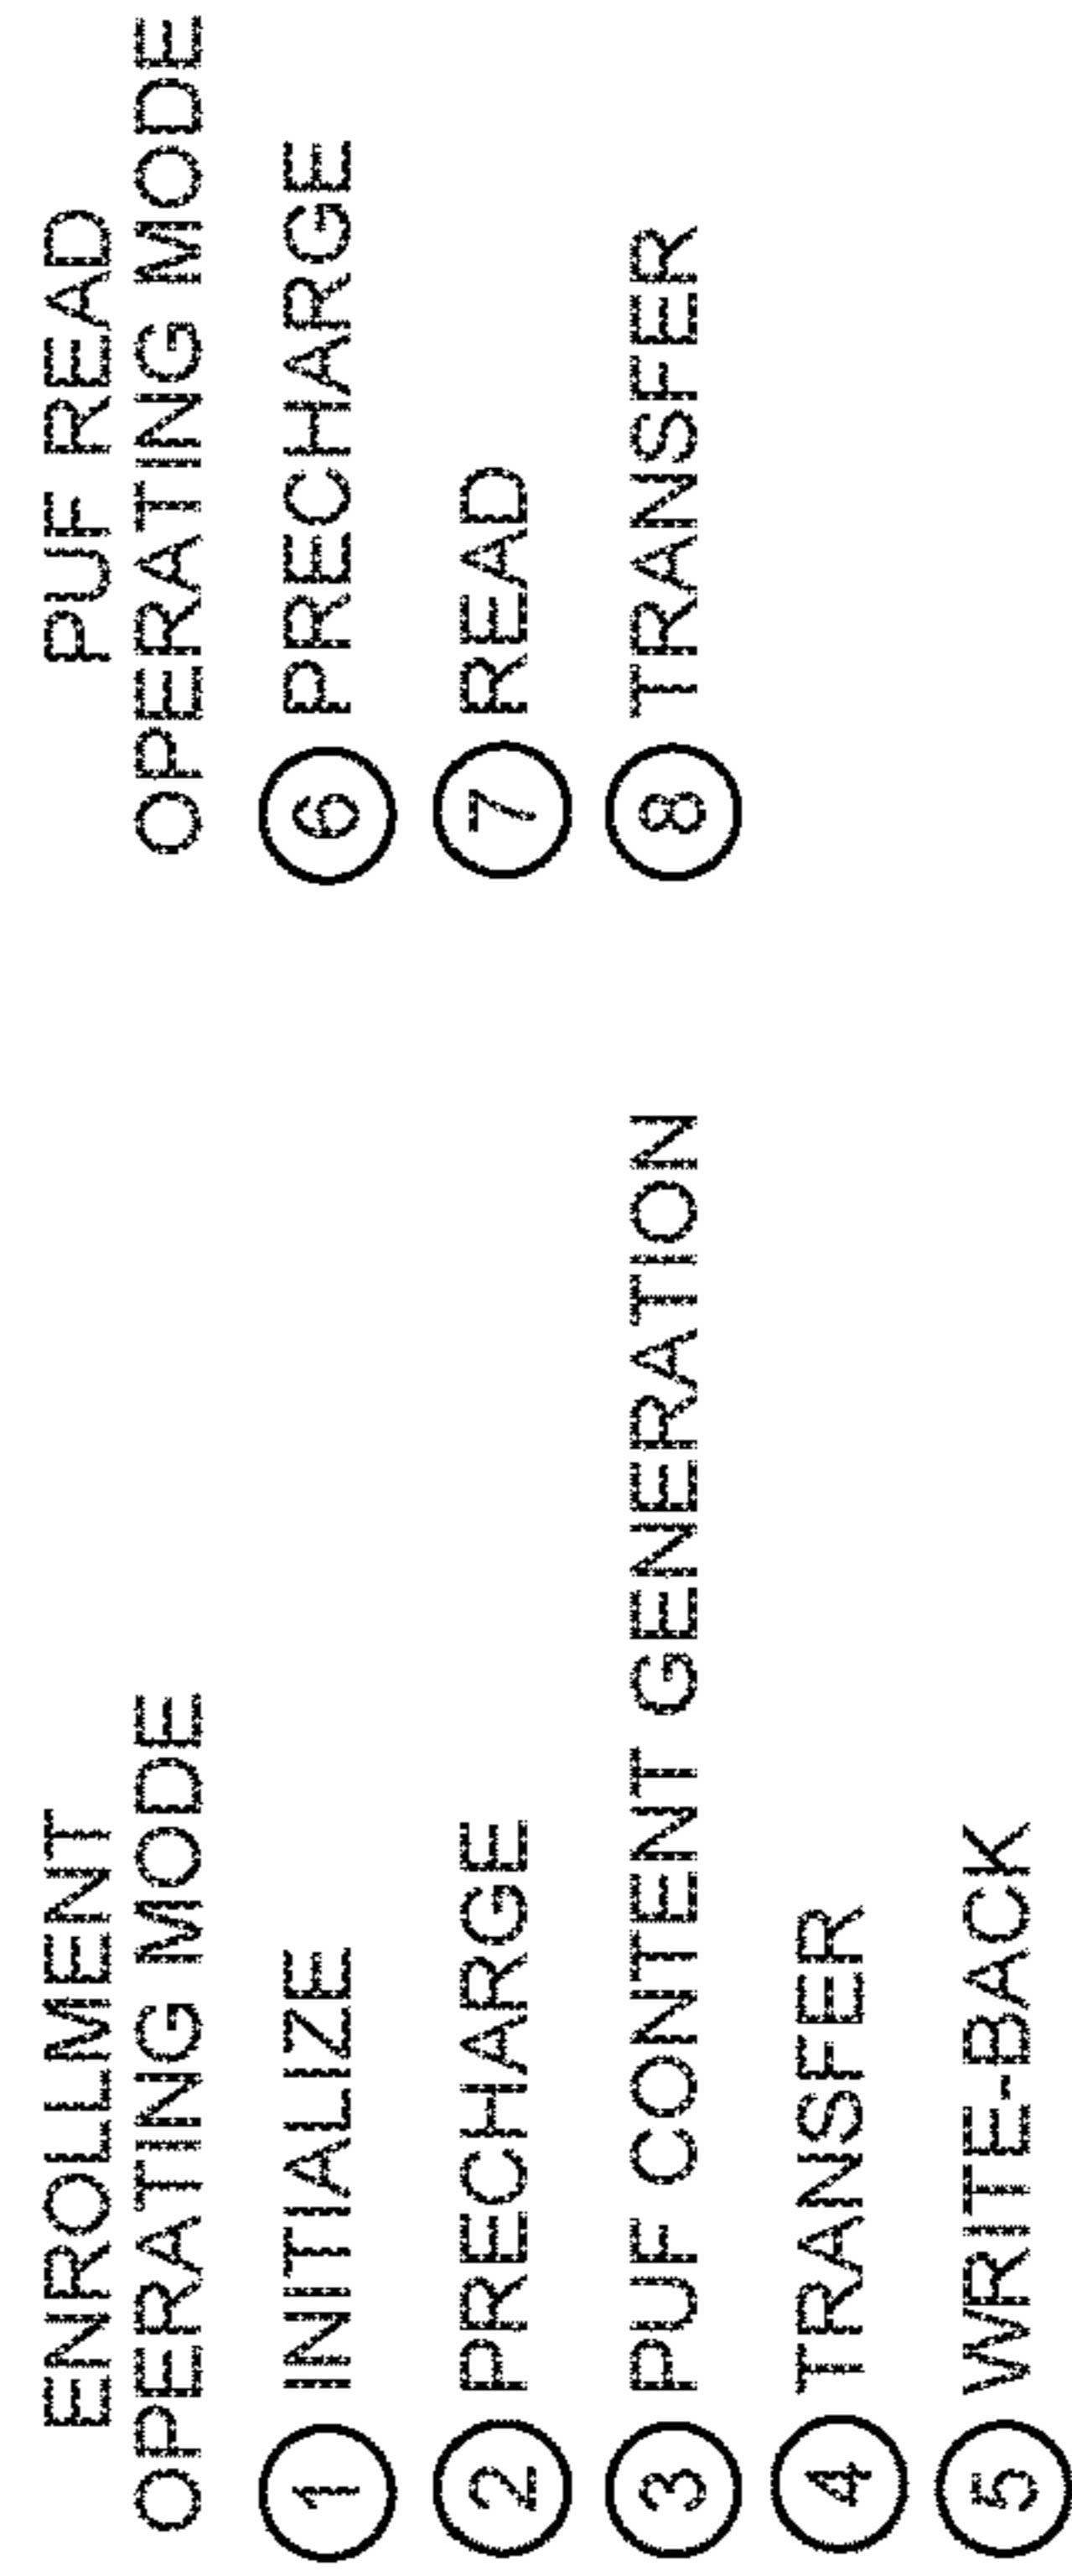 ENROLLMENT
OPERATING MODE
1 INITIALIZE
2 PRECHARGE
3 PUF CONTENT GENERATION
4 TRANSFER
5 WRITE-BACK
PUF READ
OPERATING MODE
6 PRECHARGE
7 READ
8 TRANSFER